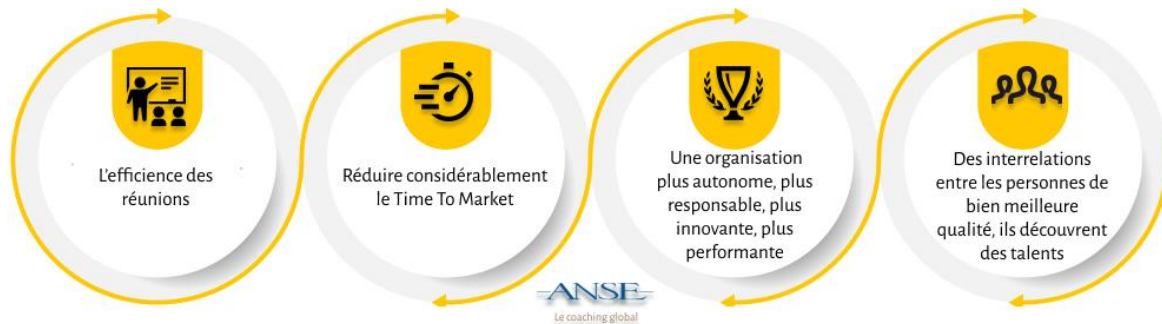 L'efficience des
réunions
Réduire considérablement
le Time To Market
Une organisation
plus autonome, plus
responsable, plus
innovante, plus
performante
Des interrelations
entre les personnes de
bien meilleure
qualité, ils découvrent
des talents
ANSE
Le coaching global